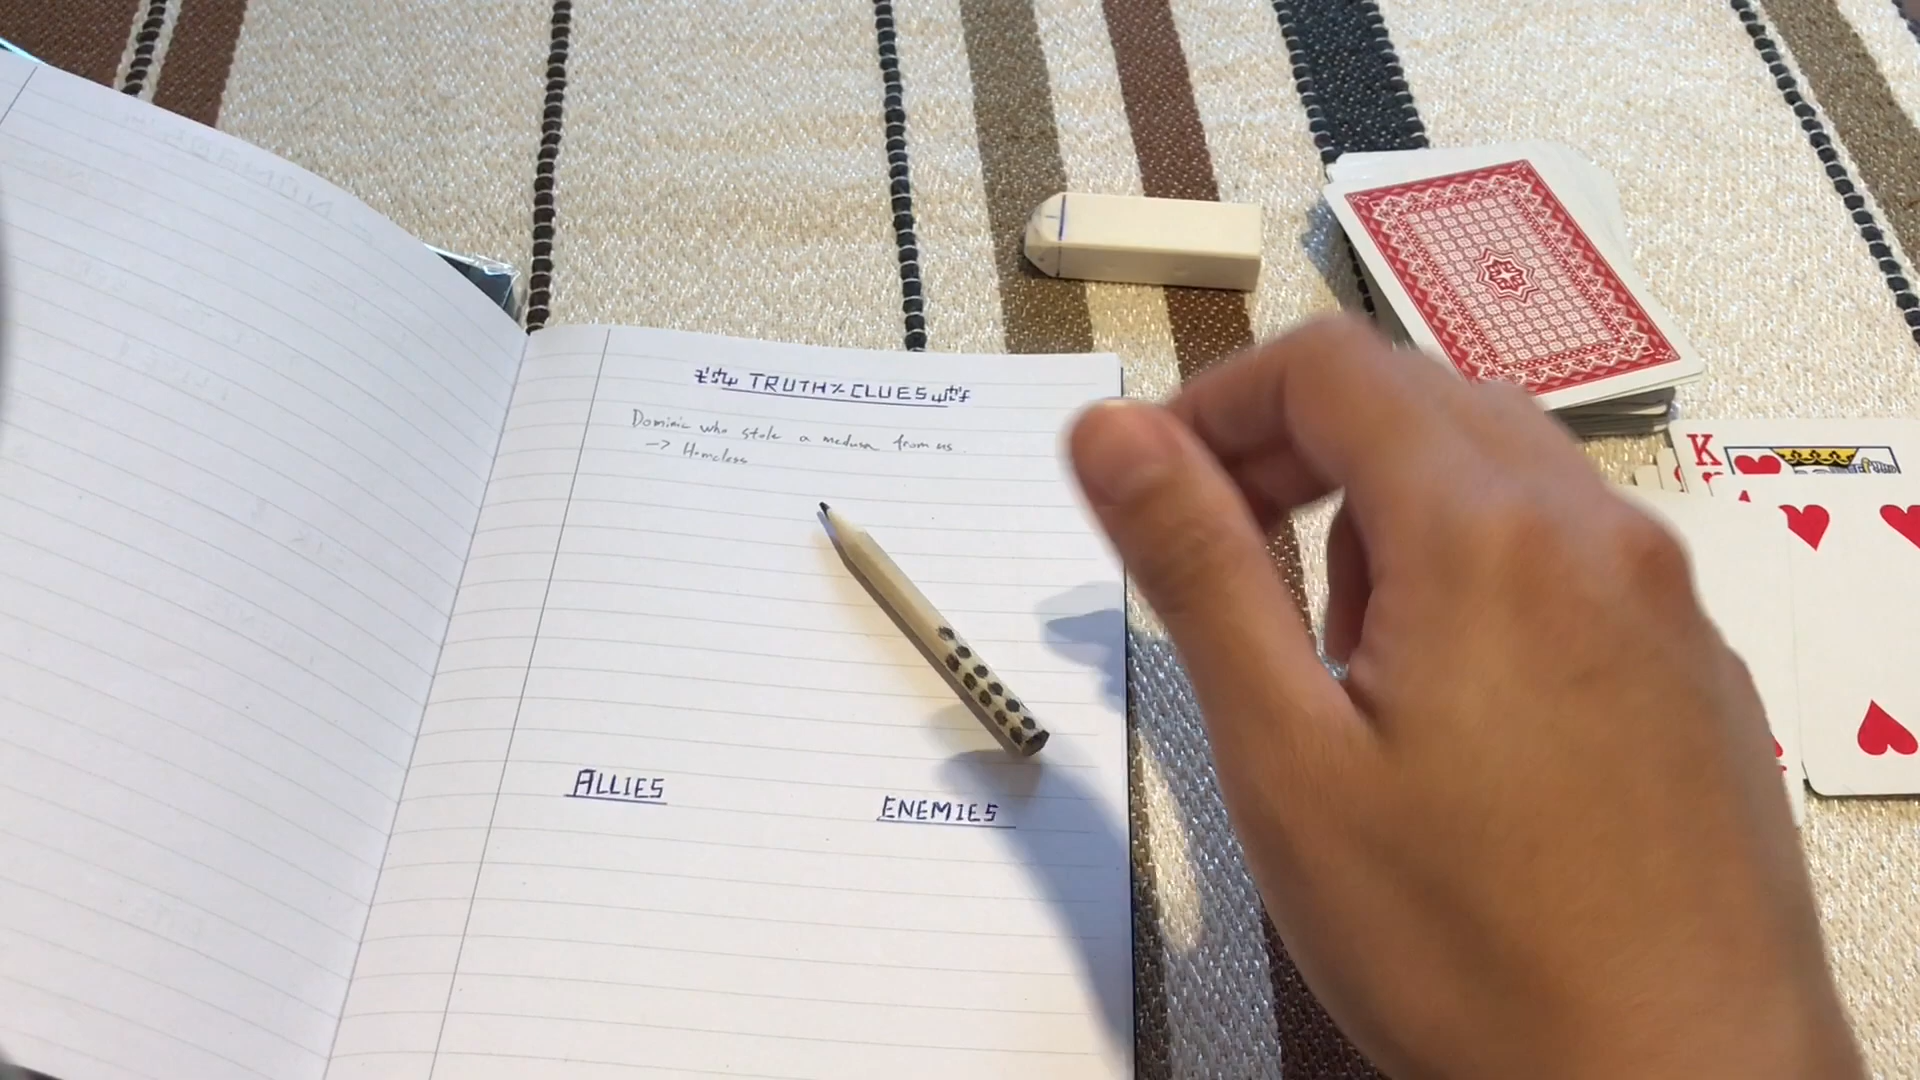 TRUTH % CLUES
Dominic who stole a medusa from us.
→ Homeless
ALLIES
ENEMIES
K